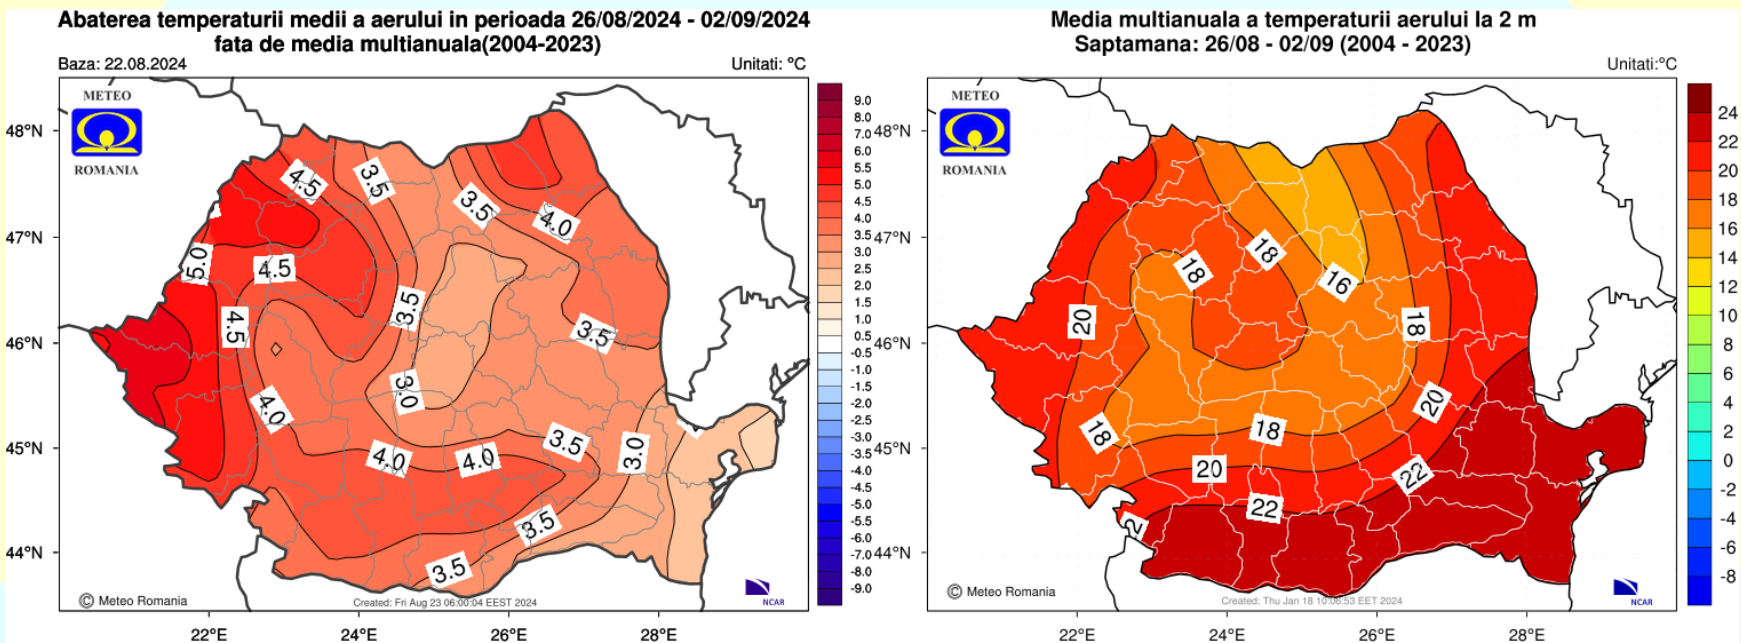 Abaterea temperaturii medii a aerului in perioada 26/08/2024 - 02/09/2024
fata de media multianuala(2004-2023)
Baza: 22.08.2024
Unitati: °C
METEO
ROMANIA
48°N
47°N
46°N
45°N
44°N
22°E
24°E
26°E
28°E
4.5
3.5
3.5
4.0
5.0
4.5
3.5
4.5
3.5
3.0
4.0
3.5
3.0
4.0
4.0
3.5
3.5
© Meteo Romania
Created: Fri Aug 23 06:00:04 EEST 2024
NCAR
9.0
8.0
7.0
6.0
5.5
5.0
4.5
4.0
3.5
3.0
2.5
2.0
1.5
1.0
0.5
-0.5
-1.0
-1.5
-2.0
-2.5
-3.0
-3.5
-4.0
-4.5
-5.0
-5.5
-6.0
-7.0
-8.0
-9.0
Media multianuala a temperaturii aerului la 2 m
Saptamana: 26/08 - 02/09 (2004 - 2023)
Unitati:°C
METEO
ROMANIA
48°N
47°N
46°N
45°N
44°N
22°E
24°E
26°E
28°E
18
18
16
20
18
20
18
18
20
22
22
2
© Meteo Romania
Created: Thu Jan 18 10:06:53 EET 2024
NCAR
24
22
20
18
16
14
12
10
8
6
4
2
0
-2
-4
-6
-8